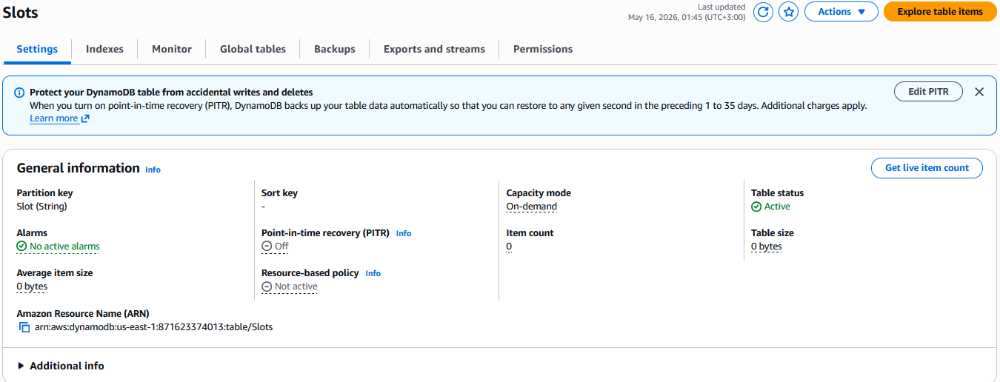 Slots
Last updated
May 16, 2026, 01:45 (UTC+3:00)
Actions
Explore table items
Settings
Indexes
Monitor
Global tables
Backups
Exports and streams
Permissions
Protect your DynamoDB table from accidental writes and deletes
When you turn on point-in-time recovery (PITR), DynamoDB backs up your table data automatically so that you can restore to any given second in the preceding 1 to 35 days. Additional charges apply.
Learn more
Edit PITR
General information Info
Get live item count
Partition key
Slot (String)
Sort key
-
Capacity mode
On-demand
Table status
Active
Alarms
No active alarms
Point-in-time recovery (PITR) Info
Off
Item count
0
Table size
0 bytes
Average item size
0 bytes
Resource-based policy Info
Not active
Amazon Resource Name (ARN)
arn:aws:dynamodb:us-east-1:871623374013:table/Slots
Additional info